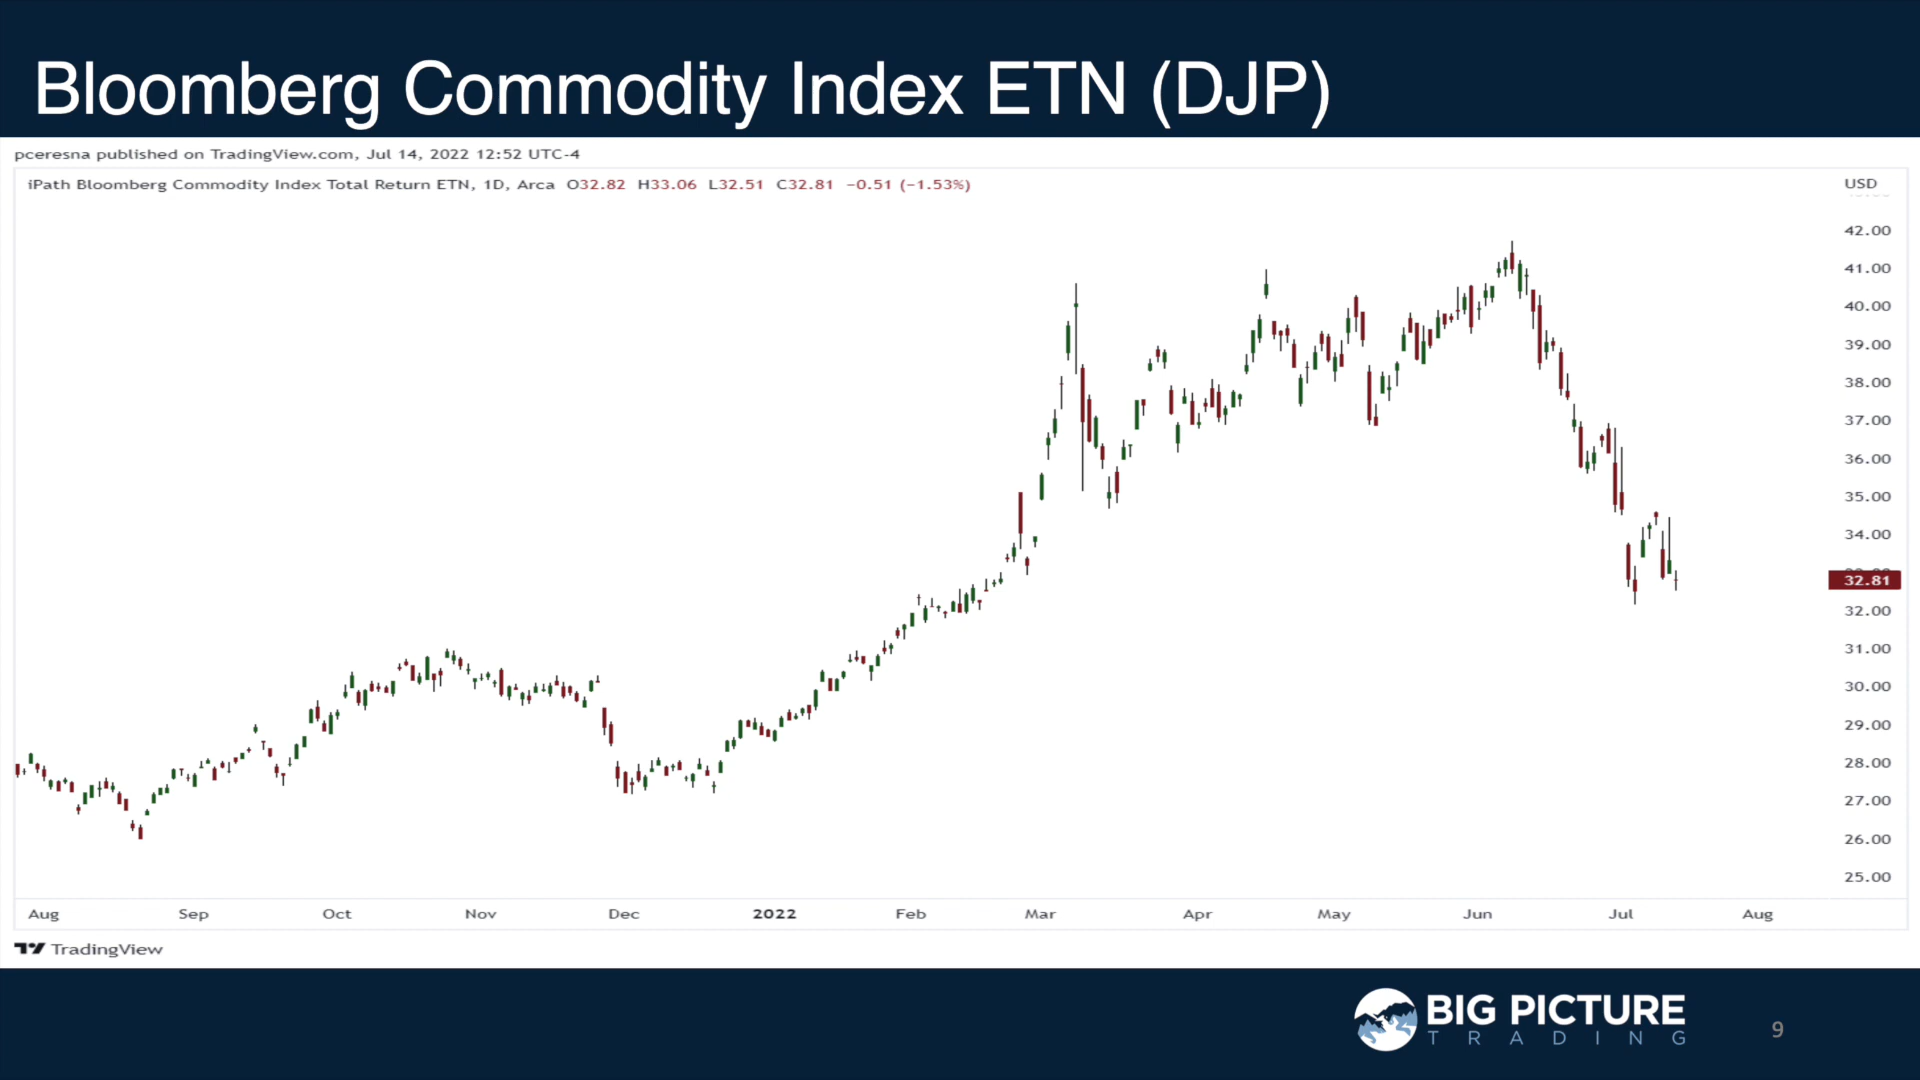 Bloomberg Commodity Index ETN (DJP)
pceresna published on TradingView.com, Jul 14, 2022 12:52 UTC-4
iPath Bloomberg Commodity Index Total Return ETN, 1D, Arca O32.82 H33.06 L32.51 C32.81 −0.51 (−1.53%)
USD
42.00
41.00
40.00
39.00
38.00
37.00
36.00
35.00
34.00
32.81
32.00
31.00
30.00
29.00
28.00
27.00
26.00
25.00
Aug Sep Oct Nov Dec 2022 Feb Mar Apr May Jun Jul Aug
TradingView
BIG PICTURE
TRADING
9